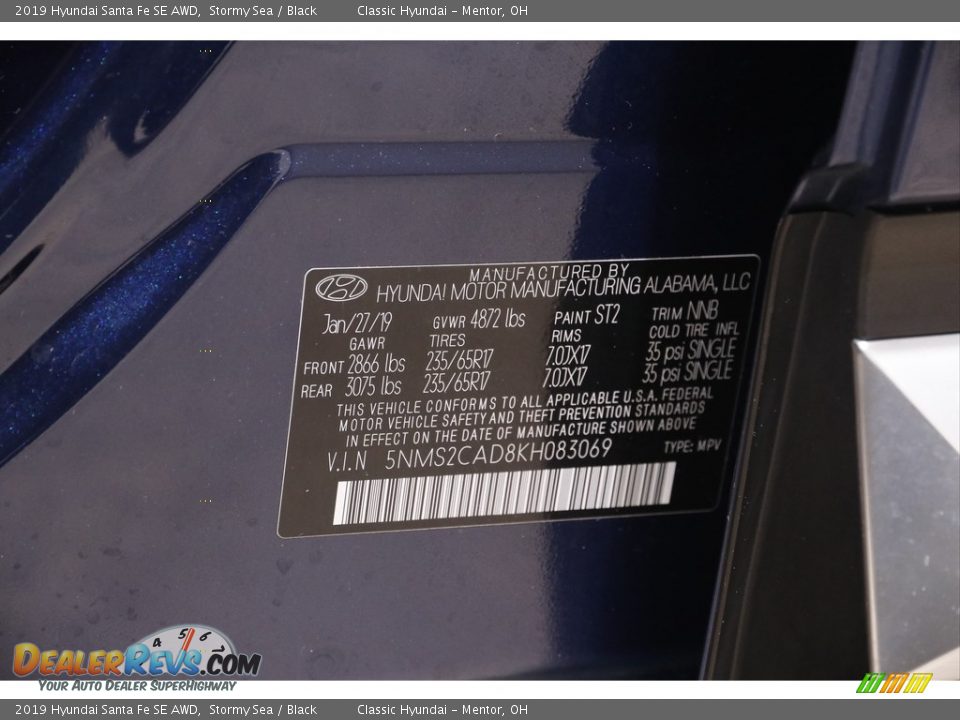 2019 Hyundai Santa Fe SE AWD, Stormy Sea / Black Classic Hyundai - Mentor, OH
MANUFACTURED BY
HYUNDAI MOTOR MANUFACTURING ALABAMA, LLC
Jan/27/19 GVWR 4872 lbs PAINT ST2 TRIM NNB
GAWR TIRES RIMS COLD TIRE INFL
FRONT 2866 lbs 235/65R17 7.0JX17 35 psi SINGLE
REAR 3075 lbs 235/65R17 7.0JX17 35 psi SINGLE
THIS VEHICLE CONFORMS TO ALL APPLICABLE U.S.A. FEDERAL
MOTOR VEHICLE SAFETY AND THEFT PREVENTION STANDARDS
IN EFFECT ON THE DATE OF MANUFACTURE SHOWN ABOVE
V.I.N 5NMS2CAD8KH083069 TYPE: MPV
4 5 6
DEALERREVS.COM
YOUR AUTO DEALER SUPERHIGHWAY
2019 Hyundai Santa Fe SE AWD, Stormy Sea / Black Classic Hyundai - Mentor, OH